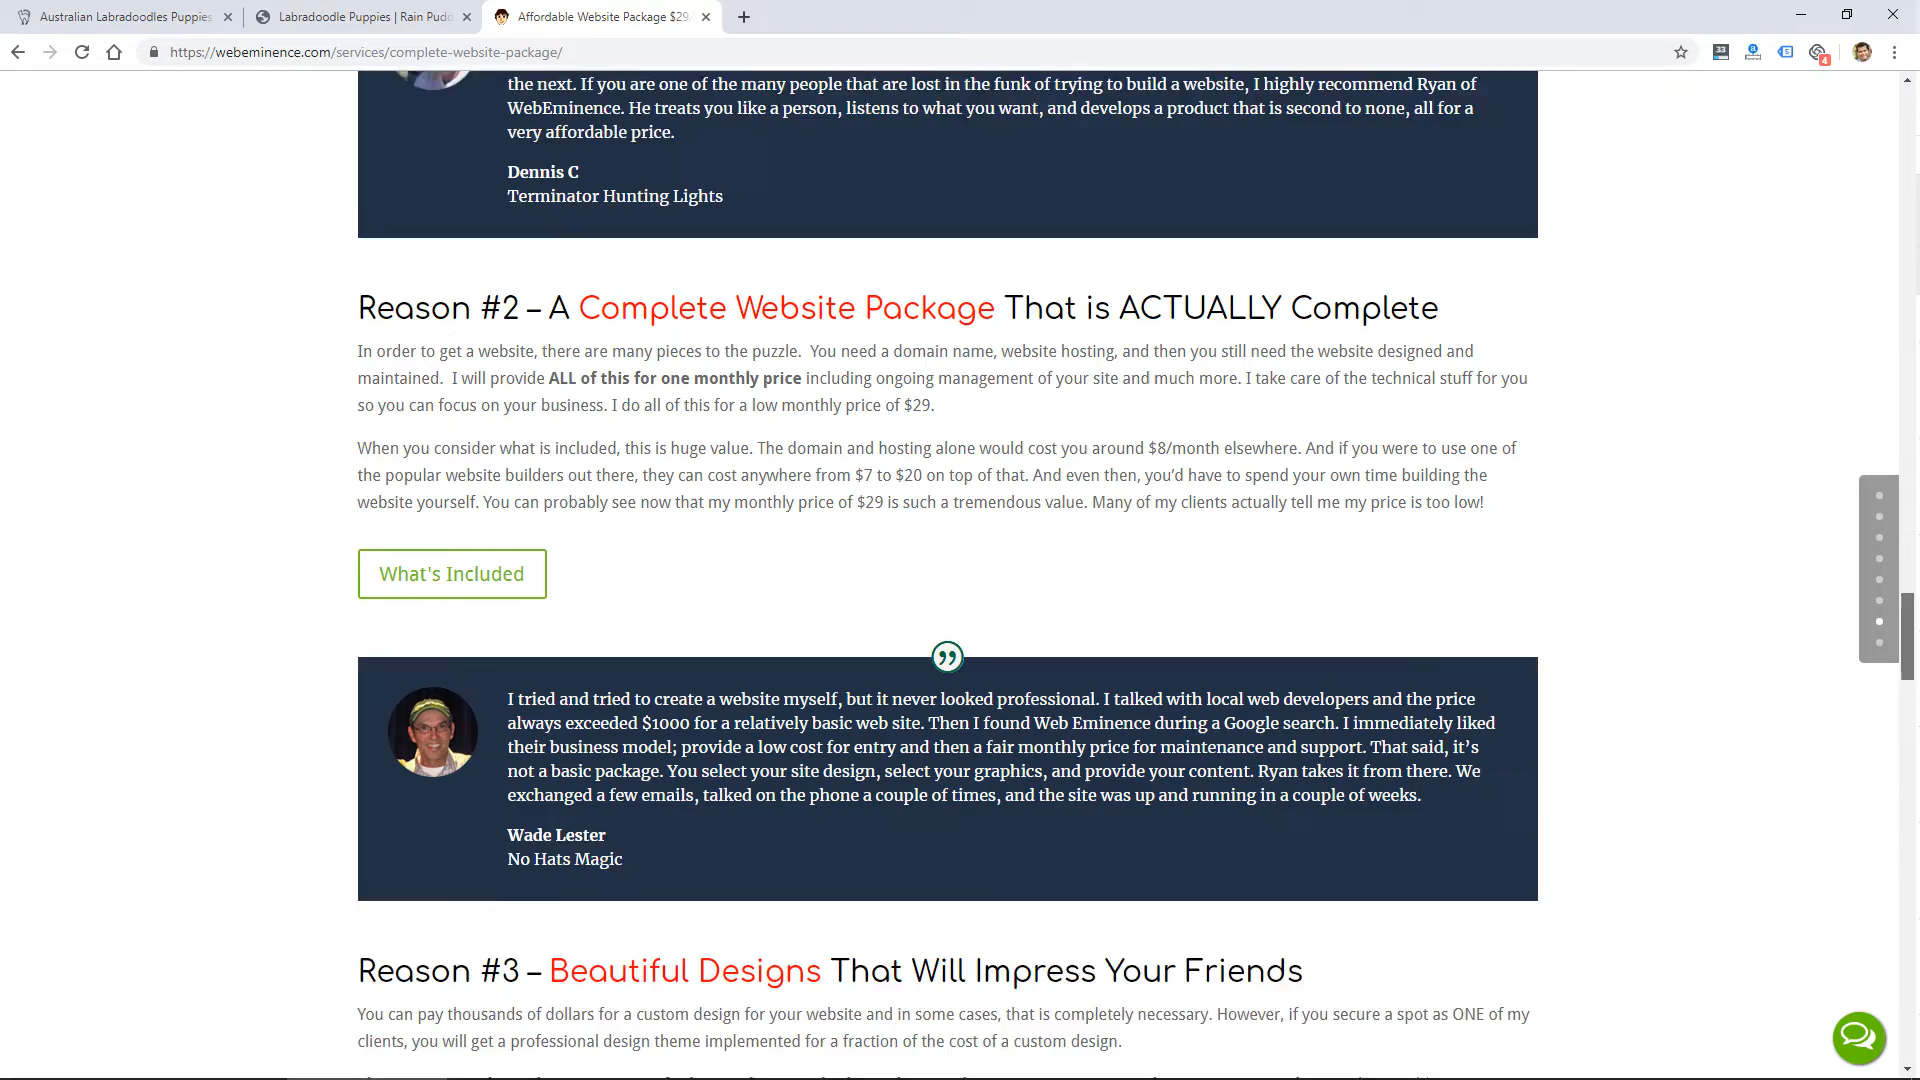 Australian Labradoodles Puppies
Labradoodle Puppies | Rain Pudd
Affordable Website Package $29
https://webeminence.com/services/complete-website-package/
33
4
the next. If you are one of the many people that are lost in the funk of trying to build a website, I highly recommend Ryan of
WebEminence. He treats you like a person, listens to what you want, and develops a product that is second to none, all for a
very affordable price.
Dennis C
Terminator Hunting Lights
Reason #2 – A Complete Website Package That is ACTUALLY Complete
In order to get a website, there are many pieces to the puzzle.  You need a domain name, website hosting, and then you still need the website designed and
maintained.  I will provide ALL of this for one monthly price including ongoing management of your site and much more. I take care of the technical stuff for you
so you can focus on your business. I do all of this for a low monthly price of $29.
When you consider what is included, this is huge value. The domain and hosting alone would cost you around $8/month elsewhere. And if you were to use one of
the popular website builders out there, they can cost anywhere from $7 to $20 on top of that. And even then, you’d have to spend your own time building the
website yourself. You can probably see now that my monthly price of $29 is such a tremendous value. Many of my clients actually tell me my price is too low!
What's Included
I tried and tried to create a website myself, but it never looked professional. I talked with local web developers and the price
always exceeded $1000 for a relatively basic web site. Then I found Web Eminence during a Google search. I immediately liked
their business model; provide a low cost for entry and then a fair monthly price for maintenance and support. That said, it’s
not a basic package. You select your site design, select your graphics, and provide your content. Ryan takes it from there. We
exchanged a few emails, talked on the phone a couple of times, and the site was up and running in a couple of weeks.
Wade Lester
No Hats Magic
Reason #3 – Beautiful Designs That Will Impress Your Friends
You can pay thousands of dollars for a custom design for your website and in some cases, that is completely necessary. However, if you secure a spot as ONE of my
clients, you will get a professional design theme implemented for a fraction of the cost of a custom design.